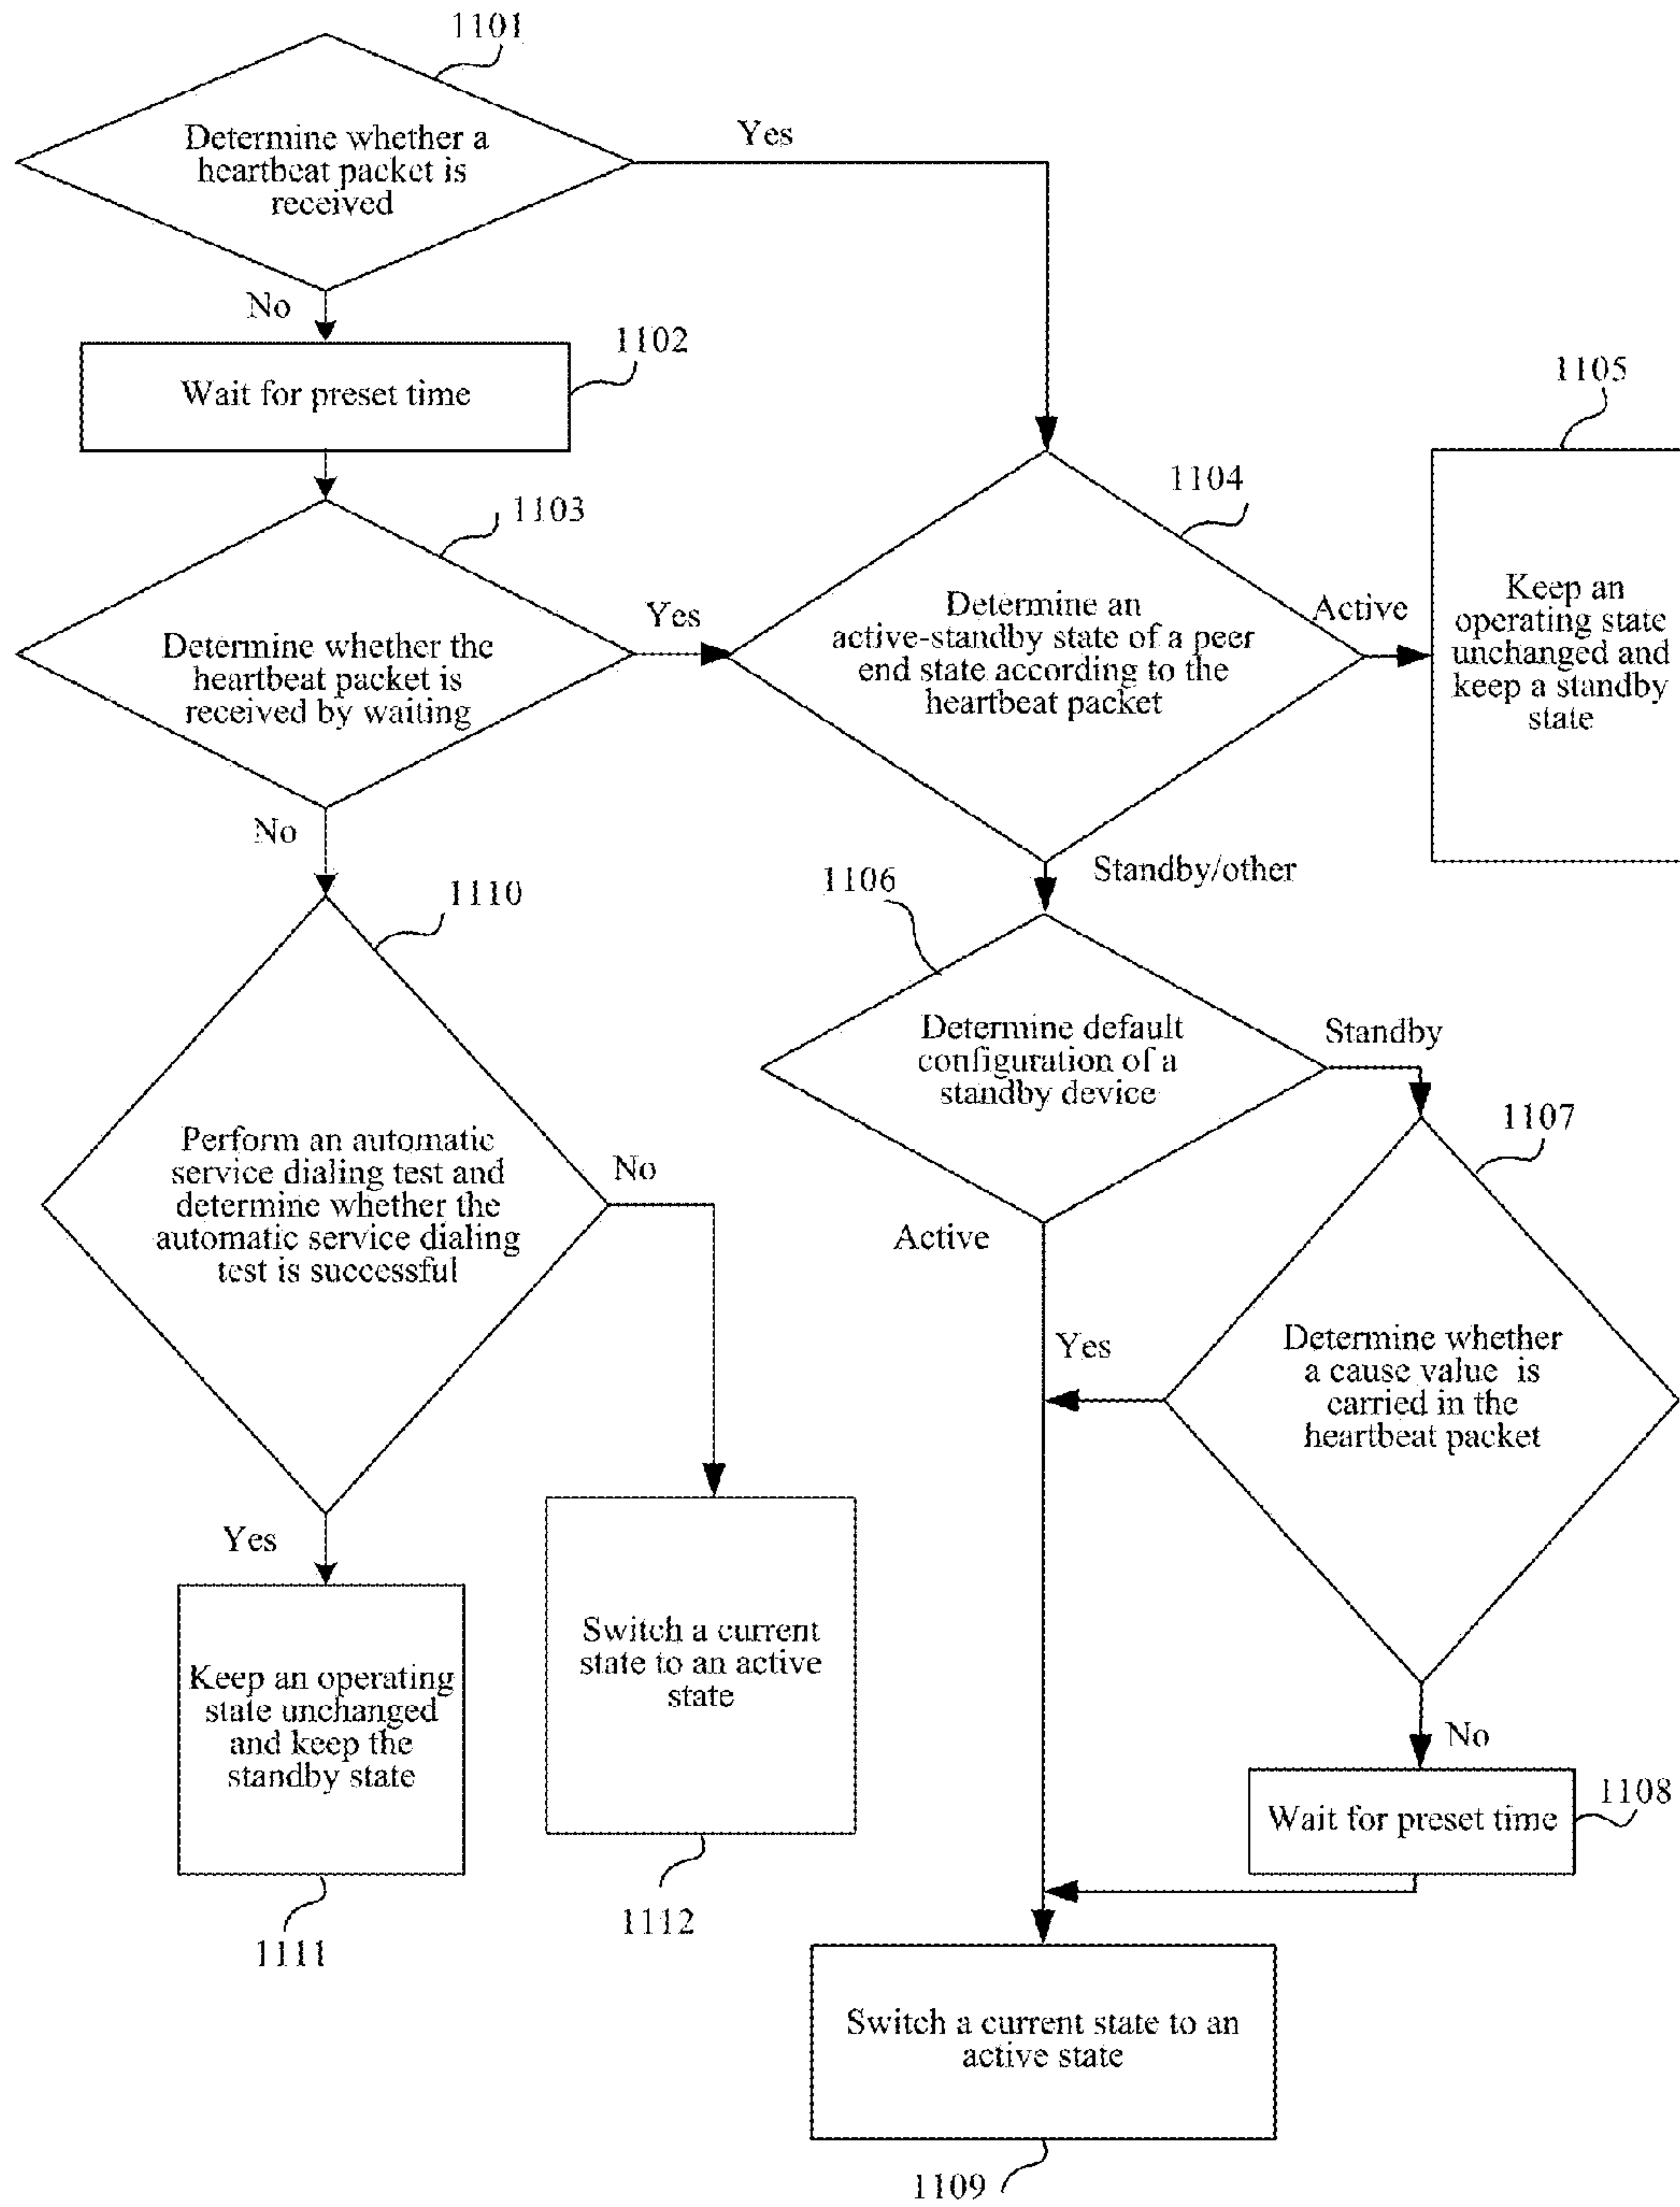 1101
Determine whether a
heartbeat packet is
received
Yes
No
1102
Wait for preset time
1103
Determine whether the
heartbeat packet is
received by waiting
Yes
No
1104
Determine an
active-standby state of a peer
end state according to the
heartbeat packet
Active
1105
Keep an
operating state
unchanged and
keep a standby
state
Standby/other
1106
Determine default
configuration of a
standby device
Standby
Active
1107
Determine whether
a cause value is
carried in the
heartbeat packet
Yes
No
1108
Wait for preset time
1110
Perform an automatic
service dialing test and
determine whether the
automatic service dialing
test is successful
No
Yes
Keep an operating
state unchanged
and keep the
standby state
1111
Switch a current
state to an active
state
1112
Switch a current state to an
active state
1109